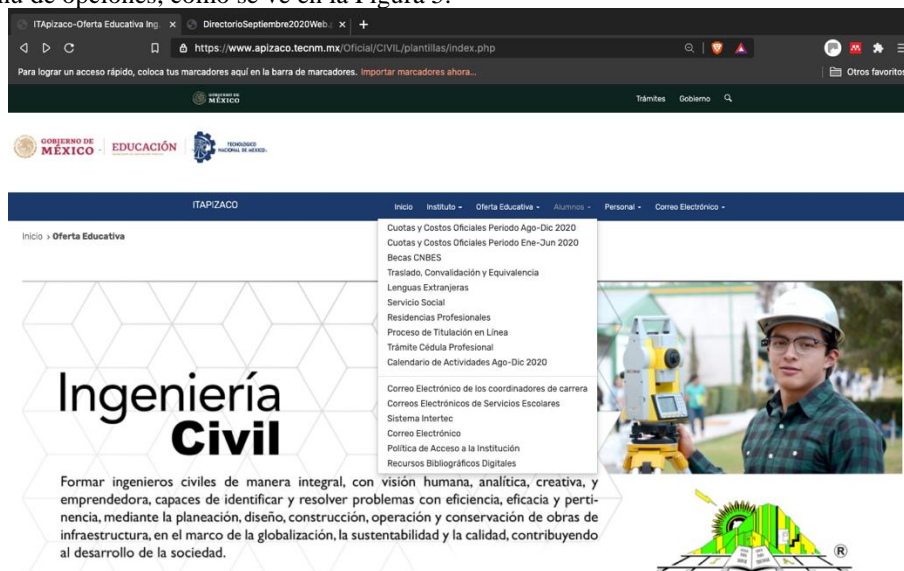 na de opciones, como se ve en la Figura 5.
ITApizaco-Oferta Educativa Ing.
DirectorioSeptiembre2020Web.
https://www.apizaco.tecnm.mx/Oficial/CIVIL/plantillas/index.php
Para lograr un acceso rápido, coloca tus marcadores aquí en la barra de marcadores. Importar marcadores ahora...
Otros favoritos
GOBIERNO DE
MÉXICO
Trámites Gobierno
GOBIERNO DE
MÉXICO
EDUCACIÓN
TECNOLÓGICO
NACIONAL DE MÉXICO
ITAPIZACO
Inicio Instituto Oferta Educativa Alumnos Personal Correo Electrónico
Inicio > Oferta Educativa
Cuotas y Costos Oficiales Periodo Ago-Dic 2020
Cuotas y Costos Oficiales Periodo Ene-Jun 2020
Becas CNBES
Traslado, Convalidación y Equivalencia
Lenguas Extranjeras
Servicio Social
Residencias Profesionales
Proceso de Titulación en Línea
Trámite Cédula Profesional
Calendario de Actividades Ago-Dic 2020
Correo Electrónico de los coordinadores de carrera
Correos Electrónicos de Servicios Escolares
Sistema Intertec
Correo Electrónico
Política de Acceso a la Institución
Recursos Bibliográficos Digitales
Ingeniería
Civil
Formar ingenieros civiles de manera integral, con visión humana, analítica, creativa, y
emprendedora, capaces de identificar y resolver problemas con eficiencia, eficacia y perti-
nencia, mediante la planeación, diseño, construcción, operación y conservación de obras de
infraestructura, en el marco de la globalización, la sustentabilidad y la calidad, contribuyendo
al desarrollo de la sociedad.
®